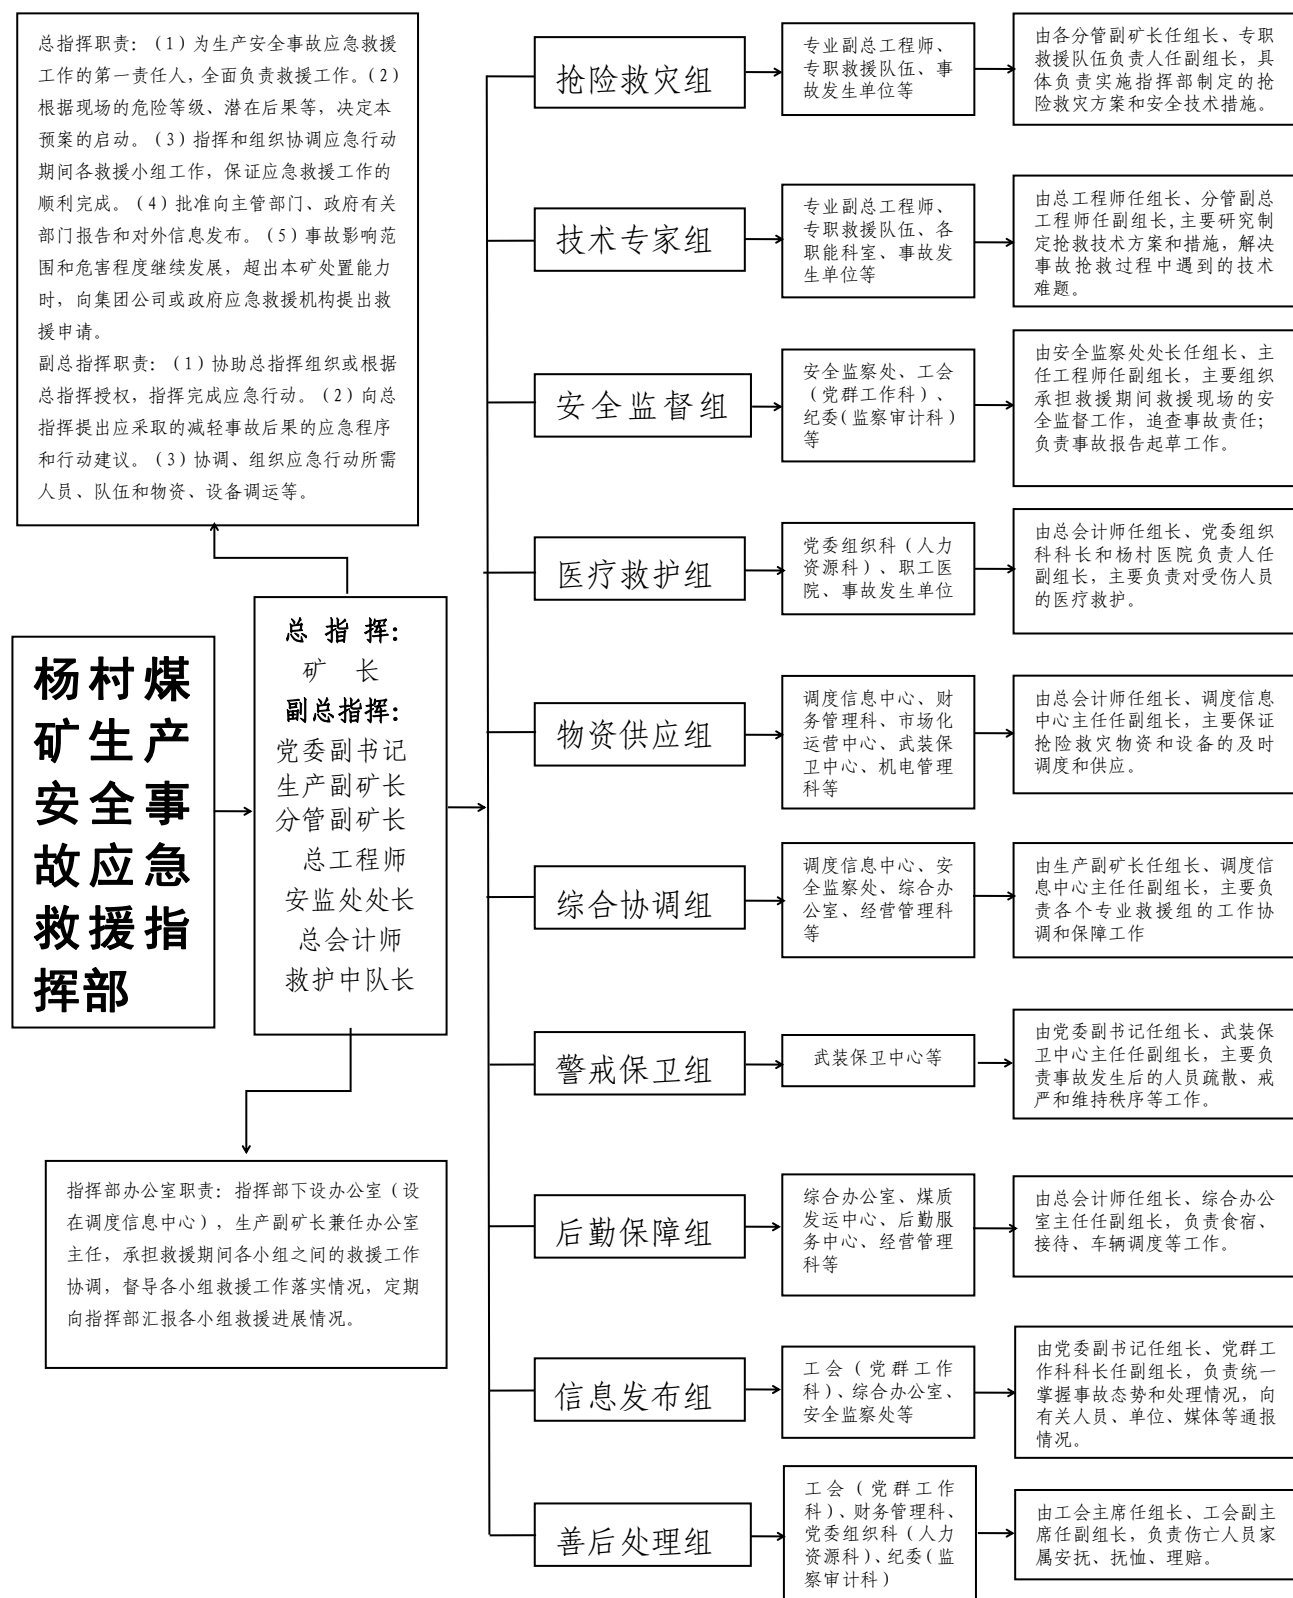 总指挥职责：（1）为生产安全事故应急救援
工作的第一责任人，全面负责救援工作。（2）
根据现场的危险等级、潜在后果等，决定本
预案的启动。（3）指挥和组织协调应急行动
期间各救援小组工作，保证应急救援工作的
顺利完成。（4）批准向主管部门、政府有关
部门报告和对外信息发布。（5）事故影响范
围和危害程度继续发展，超出本矿处置能力
时，向集团公司或政府应急救援机构提出救
援申请。
副总指挥职责：（1）协助总指挥组织或根据
总指挥授权，指挥完成应急行动。（2）向总
指挥提出应采取的减轻事故后果的应急程序
和行动建议。（3）协调、组织应急行动所需
人员、队伍和物资、设备调运等。
杨村煤
矿生产
安全事
故应急
救援指
挥部
总 指 挥：
矿 长
副总指挥：
党委副书记
生产副矿长
分管副矿长
总工程师
安监处处长
总会计师
救护中队长
指挥部办公室职责：指挥部下设办公室（设
在调度信息中心），生产副矿长兼任办公室
主任，承担救援期间各小组之间的救援工作
协调，督导各小组救援工作落实情况，定期
向指挥部汇报各小组救援进展情况。
抢险救灾组
专业副总工程师、
专职救援队伍、事
故发生单位等
由各分管副矿长任组长、专职
救援队伍负责人任副组长，具
体负责实施指挥部制定的抢
险救灾方案和安全技术措施。
技术专家组
专业副总工程师、
专职救援队伍、各
职能科室、事故发
生单位等
由总工程师任组长、分管副总
工程师任副组长，主要研究制
定抢救技术方案和措施，解决
事故抢救过程中遇到的技术
难题。
安全监督组
安全监察处、工会
（党群工作科）、
纪委（监察审计科）
等
由安全监察处处长任组长、主
任工程师任副组长，主要组织
承担救援期间救援现场的安
全监督工作，追查事故责任；
负责事故报告起草工作。
医疗救护组
党委组织科（人力
资源科）、职工医
院、事故发生单位
由总会计师任组长、党委组织
科科长和杨村医院负责人任
副组长，主要负责对受伤人员
的医疗救护。
物资供应组
调度信息中心、财
务管理科、市场化
运营中心、武装保
卫中心、机电管理
科等
由总会计师任组长、调度信息
中心主任任副组长，主要保证
抢险救灾物资和设备的及时
调度和供应。
综合协调组
调度信息中心、安
全监察处、综合办
公室、经营管理科
等
由生产副矿长任组长、调度信
息中心主任任副组长，主要负
责各个专业救援组的工作协
调和保障工作
警戒保卫组
武装保卫中心等
由党委副书记任组长、武装保
卫中心主任任副组长，主要负
责事故发生后的人员疏散、戒
严和维持秩序等工作。
后勤保障组
综合办公室、煤质
发运中心、后勤服
务中心、经营管理
科等
由总会计师任组长、综合办公
室主任任副组长，负责食宿、
接待、车辆调度等工作。
信息发布组
工会（党群工作
科）、综合办公室、
安全监察处等
由党委副书记任组长、党群工
作科科长任副组长，负责统一
掌握事故态势和处理情况，向
有关人员、单位、媒体等通报
情况。
善后处理组
工会（党群工作
科）、财务管理科、
党委组织科（人力
资源科）、纪委（监
察审计科）
由工会主席任组长、工会副主
席任副组长，负责伤亡人员家
属安抚、抚恤、理赔。